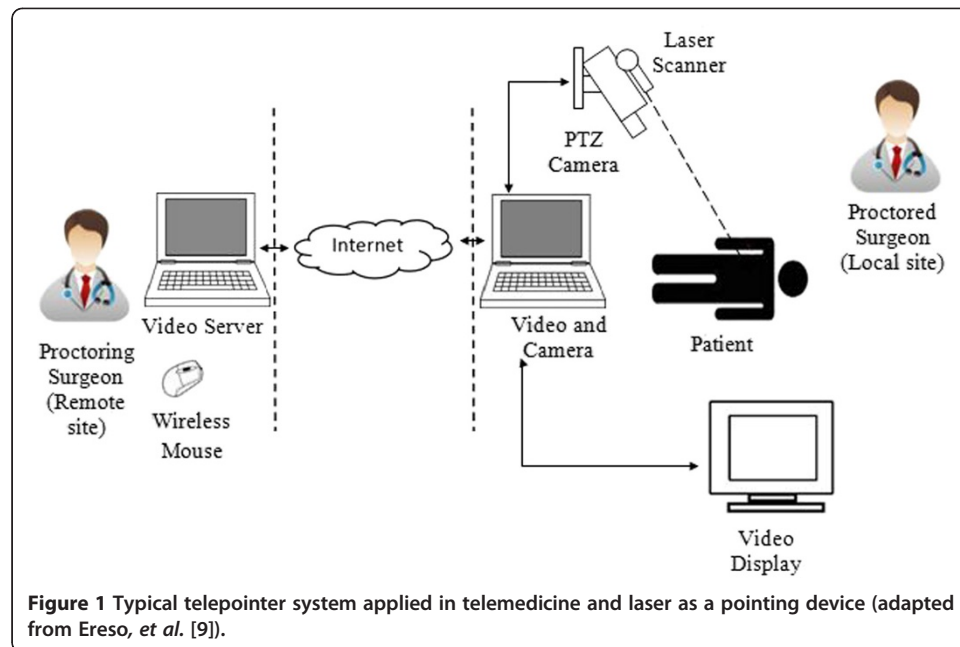 Laser
Scanner
PTZ
Camera
Proctored
Surgeon
(Local site)
Internet
Video Server
Proctoring
Surgeon
(Remote
site)
Wireless
Mouse
Video and
Camera
Patient
Video
Display
Figure 1 Typical telepointer system applied in telemedicine and laser as a pointing device (adapted
from Ereso, et al. [9]).